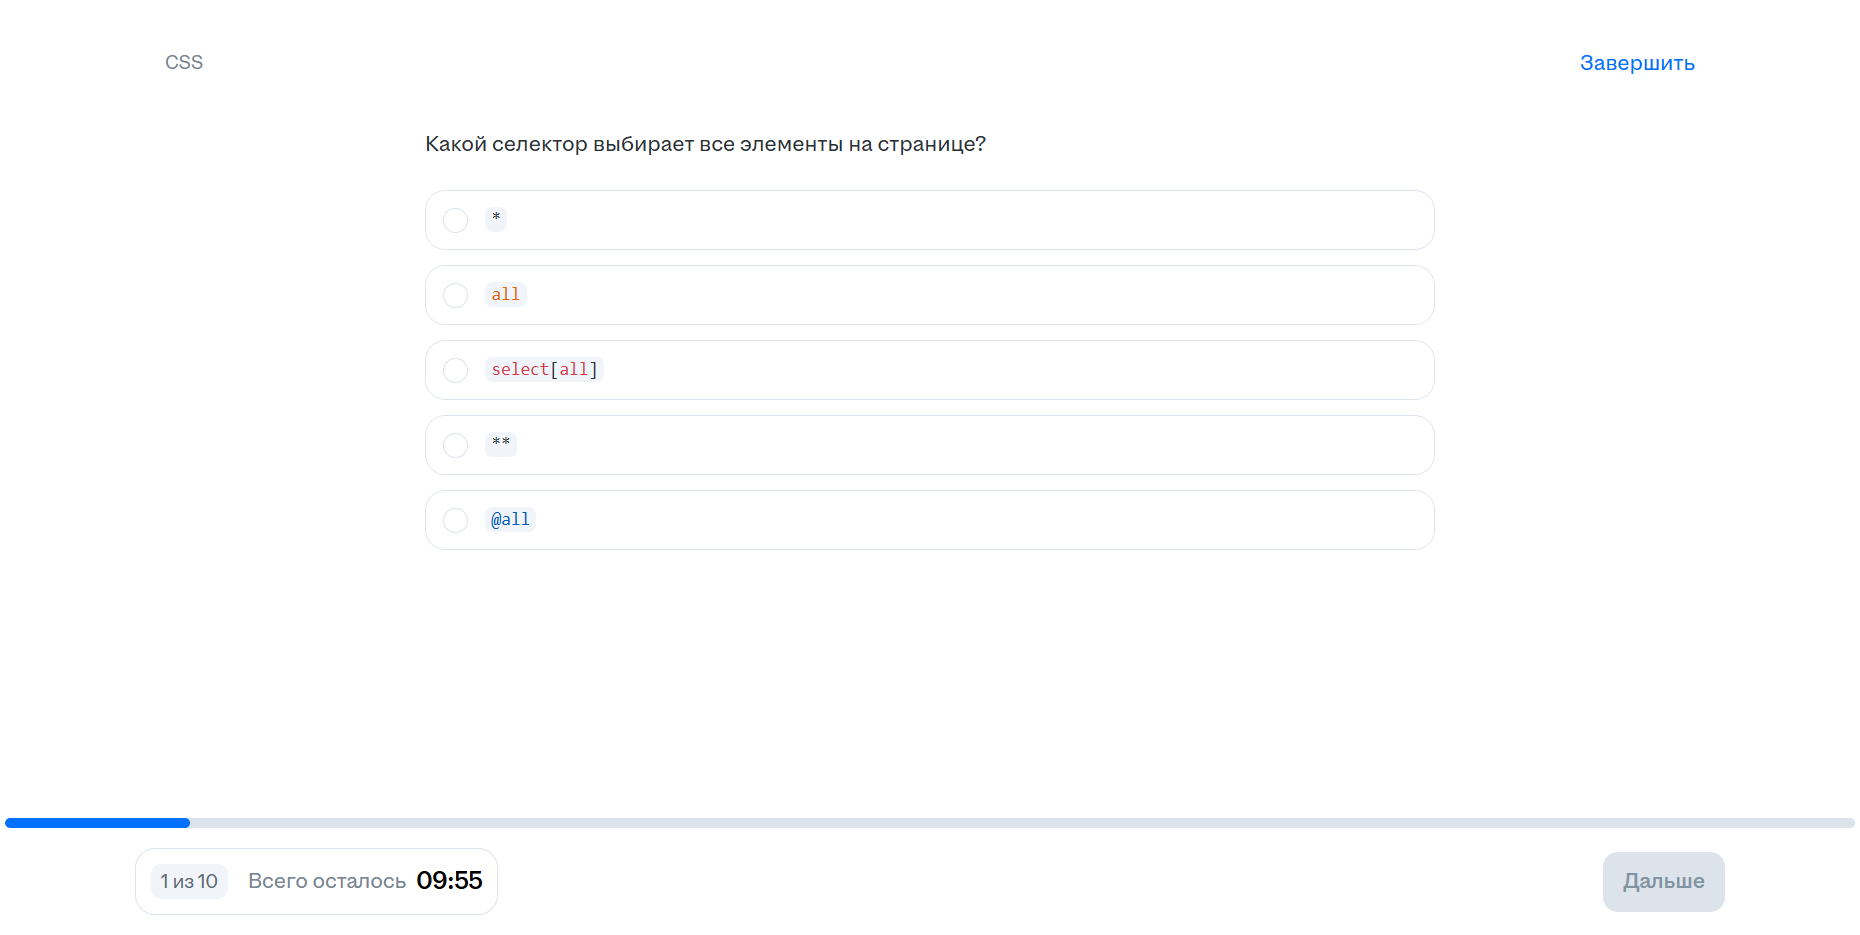 CSS
Завершить
Какой селектор выбирает все элементы на странице?
*
all
select[all]
**
@all
1 из 10 Всего осталось 09:55
Дальше